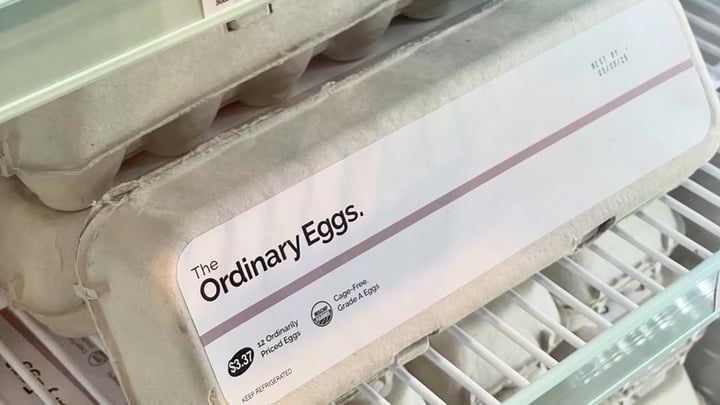 BEST BY
The
Ordinary Eggs.
$3.37
12 Ordinarily
Priced Eggs
Cage-Free,
Grade A Eggs
KEEP REFRIGERATED